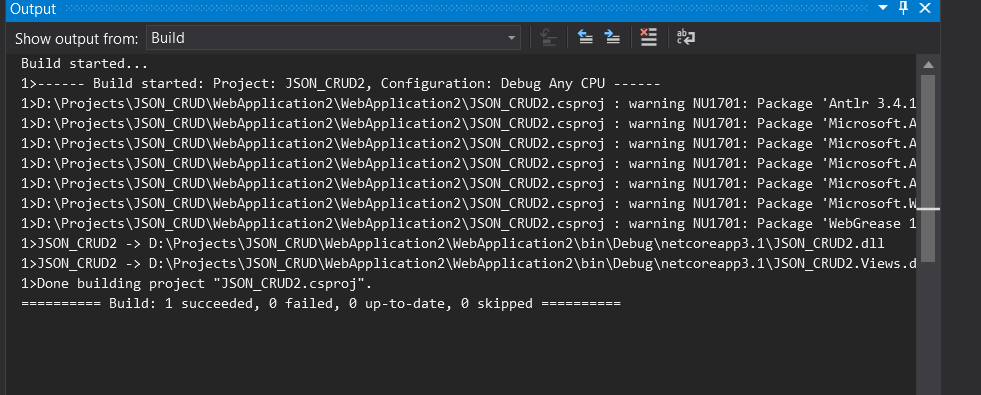 Output
Show output from: Build
Build started...
1>------ Build started: Project: JSON_CRUD2, Configuration: Debug Any CPU ------
1>D:\Projects\JSON_CRUD\WebApplication2\WebApplication2\JSON_CRUD2.csproj : warning NU1701: Package 'Antlr 3.4.1
1>D:\Projects\JSON_CRUD\WebApplication2\WebApplication2\JSON_CRUD2.csproj : warning NU1701: Package 'Microsoft.A
1>D:\Projects\JSON_CRUD\WebApplication2\WebApplication2\JSON_CRUD2.csproj : warning NU1701: Package 'Microsoft.A
1>D:\Projects\JSON_CRUD\WebApplication2\WebApplication2\JSON_CRUD2.csproj : warning NU1701: Package 'Microsoft.A
1>D:\Projects\JSON_CRUD\WebApplication2\WebApplication2\JSON_CRUD2.csproj : warning NU1701: Package 'Microsoft.A
1>D:\Projects\JSON_CRUD\WebApplication2\WebApplication2\JSON_CRUD2.csproj : warning NU1701: Package 'Microsoft.W
1>D:\Projects\JSON_CRUD\WebApplication2\WebApplication2\JSON_CRUD2.csproj : warning NU1701: Package 'WebGrease 1
1>JSON_CRUD2 -> D:\Projects\JSON_CRUD\WebApplication2\WebApplication2\bin\Debug\netcoreapp3.1\JSON_CRUD2.dll
1>JSON_CRUD2 -> D:\Projects\JSON_CRUD\WebApplication2\WebApplication2\bin\Debug\netcoreapp3.1\JSON_CRUD2.Views.d
1>Done building project "JSON_CRUD2.csproj".
========== Build: 1 succeeded, 0 failed, 0 up-to-date, 0 skipped ==========